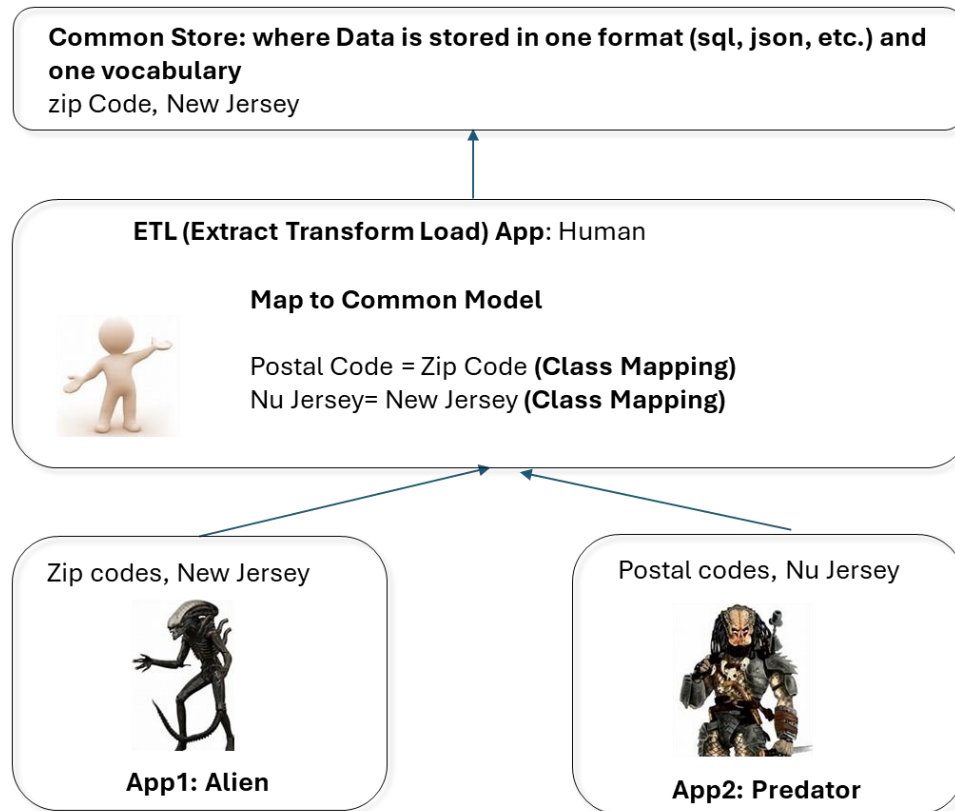 Common Store: where Data is stored in one format (sql, json, etc.) and
one vocabulary
zip Code, New Jersey
ETL (Extract Transform Load) App: Human
Map to Common Model
Postal Code = Zip Code (Class Mapping)
Nu Jersey= New Jersey (Class Mapping)
Zip codes, New Jersey
App1: Alien
Postal codes, Nu Jersey
App2: Predator